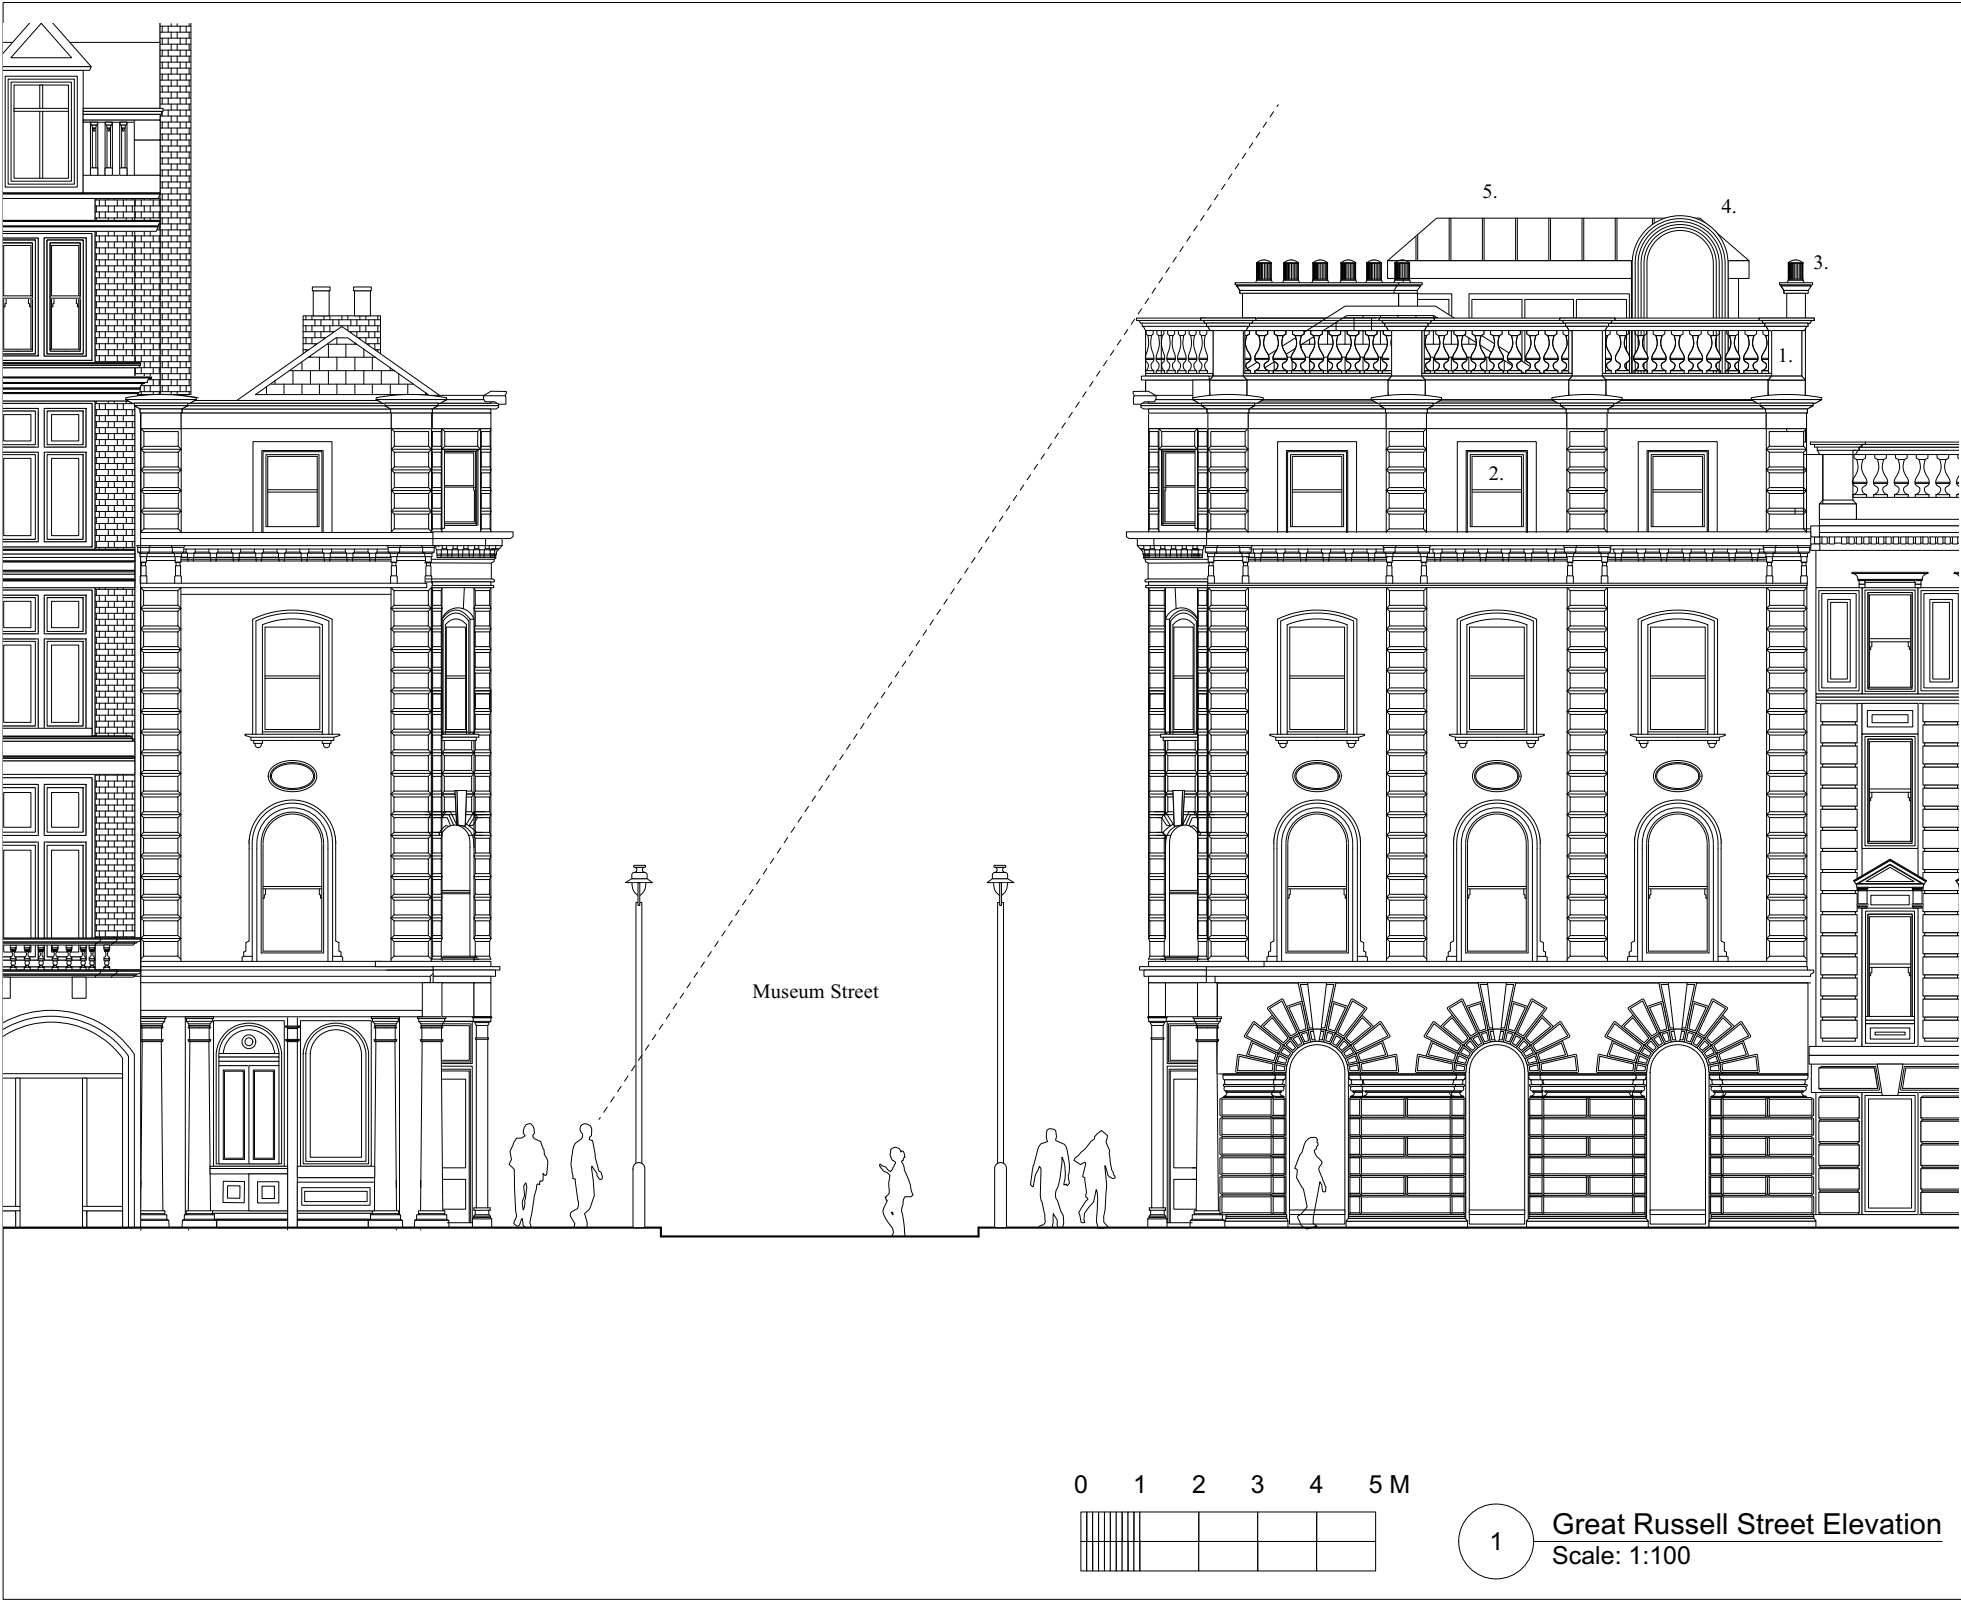 5.
4.
3.
1.
2.
Museum Street
0 1 2 3 4 5 M
1
Great Russell Street Elevation
Scale: 1:100